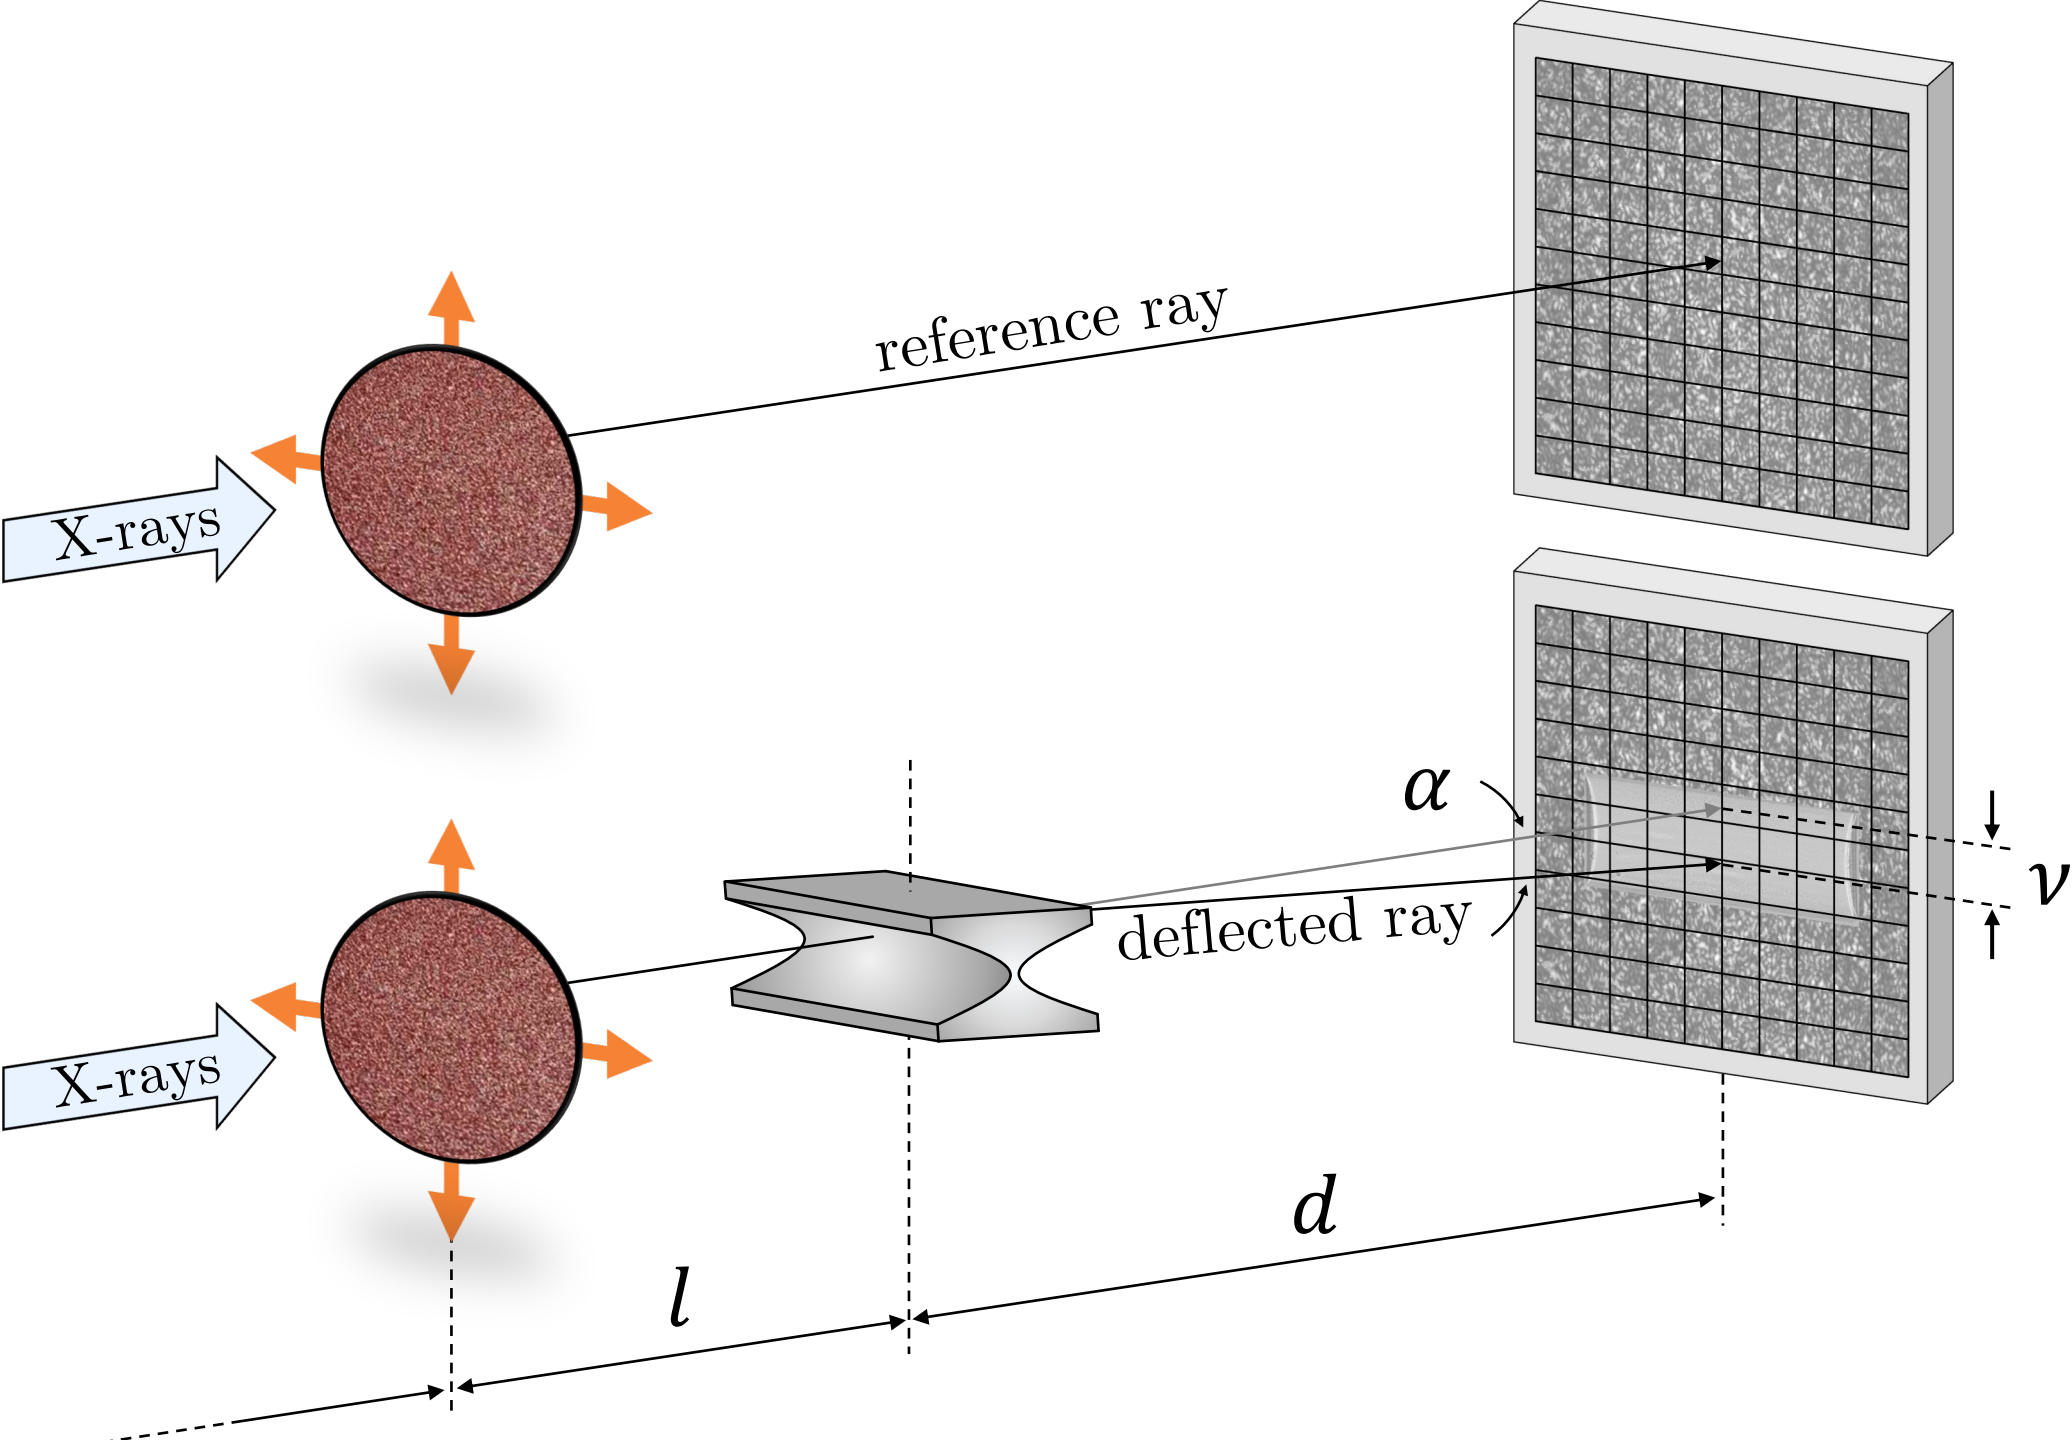 reference ray
X-rays
α
ν
deflected ray
X-rays
d
l